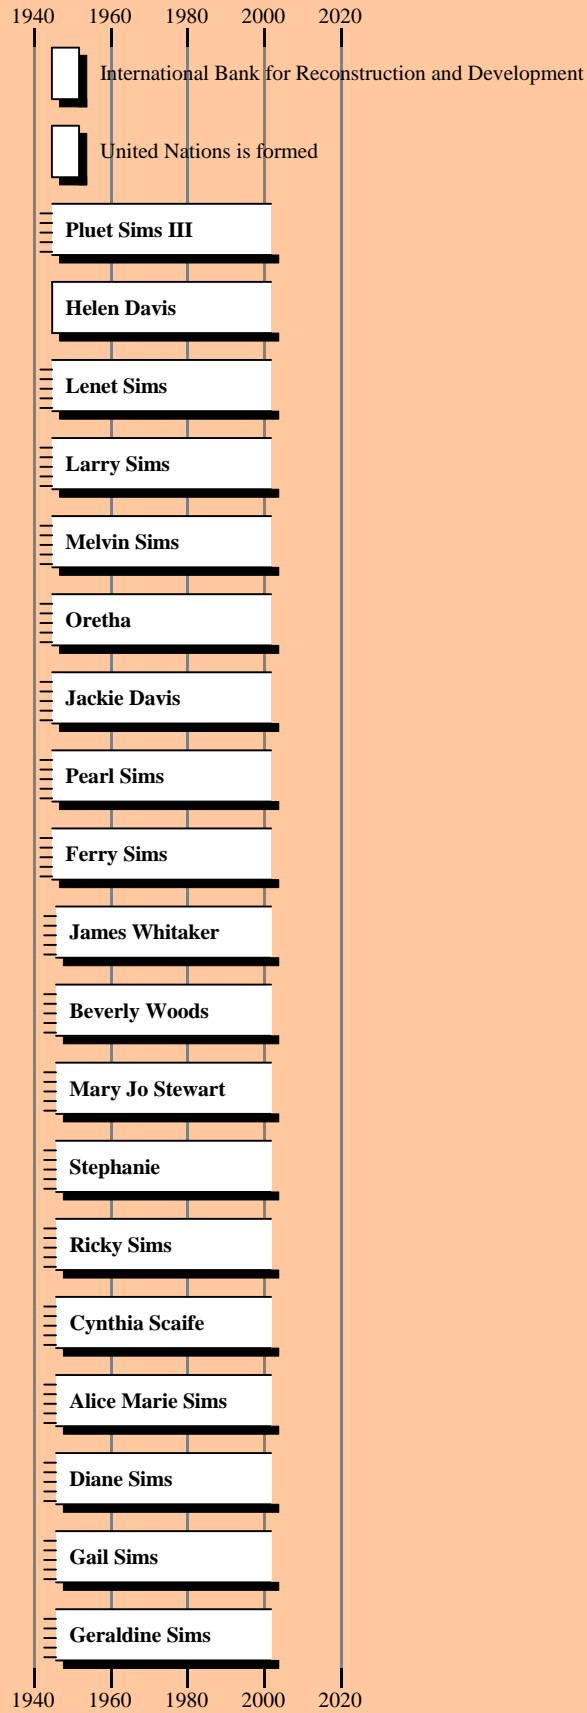 1940 1960 1980 2000 2020
International Bank for Reconstruction and Development
United Nations is formed
Pluet Sims III
Helen Davis
Lenet Sims
Larry Sims
Melvin Sims
Oretha
Jackie Davis
Pearl Sims
Ferry Sims
James Whitaker
Beverly Woods
Mary Jo Stewart
Stephanie
Ricky Sims
Cynthia Scaife
Alice Marie Sims
Diane Sims
Gail Sims
Geraldine Sims
1940 1960 1980 2000 2020